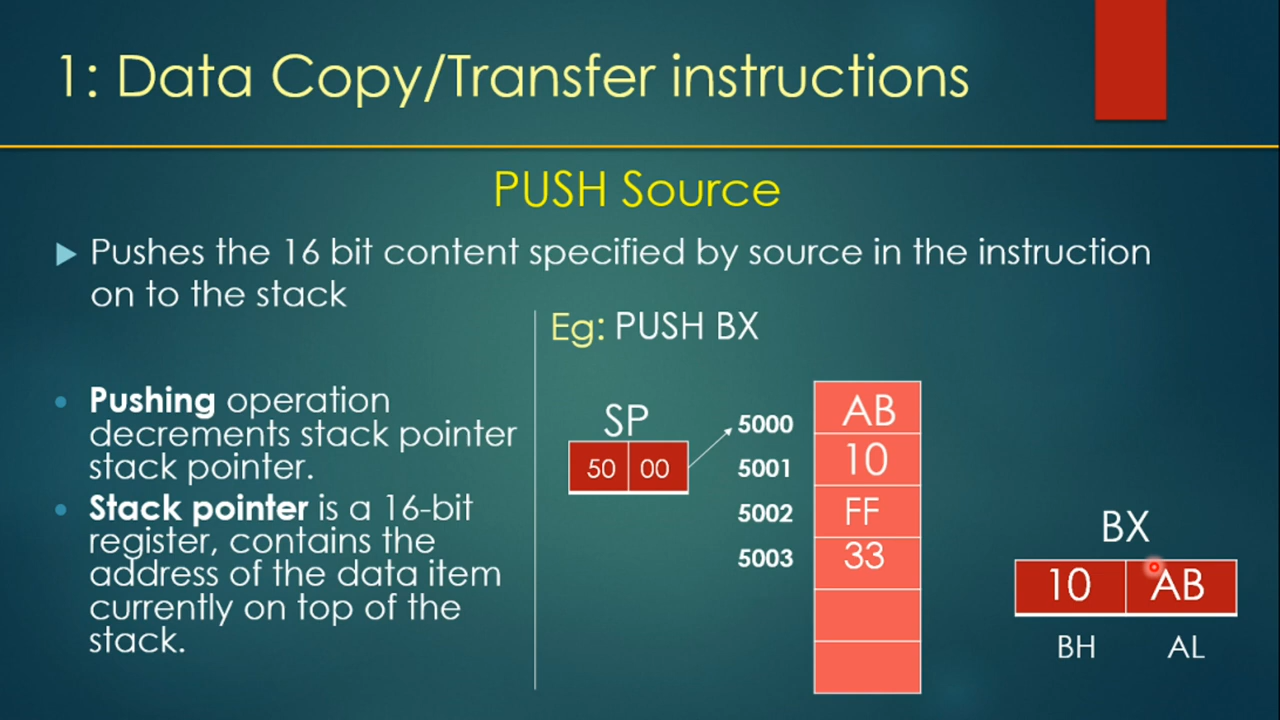 1: Data Copy/Transfer instructions
PUSH Source
Pushes the 16 bit content specified by source in the instruction
on to the stack
Pushing operation
decrements stack pointer
stack pointer.
Stack pointer is a 16-bit
register, contains the
address of the data item
currently on top of the
stack.
Eg: PUSH BX
SP
50 00
5000 AB
5001 10
5002 FF
5003 33
BX
10 AB
BH AL